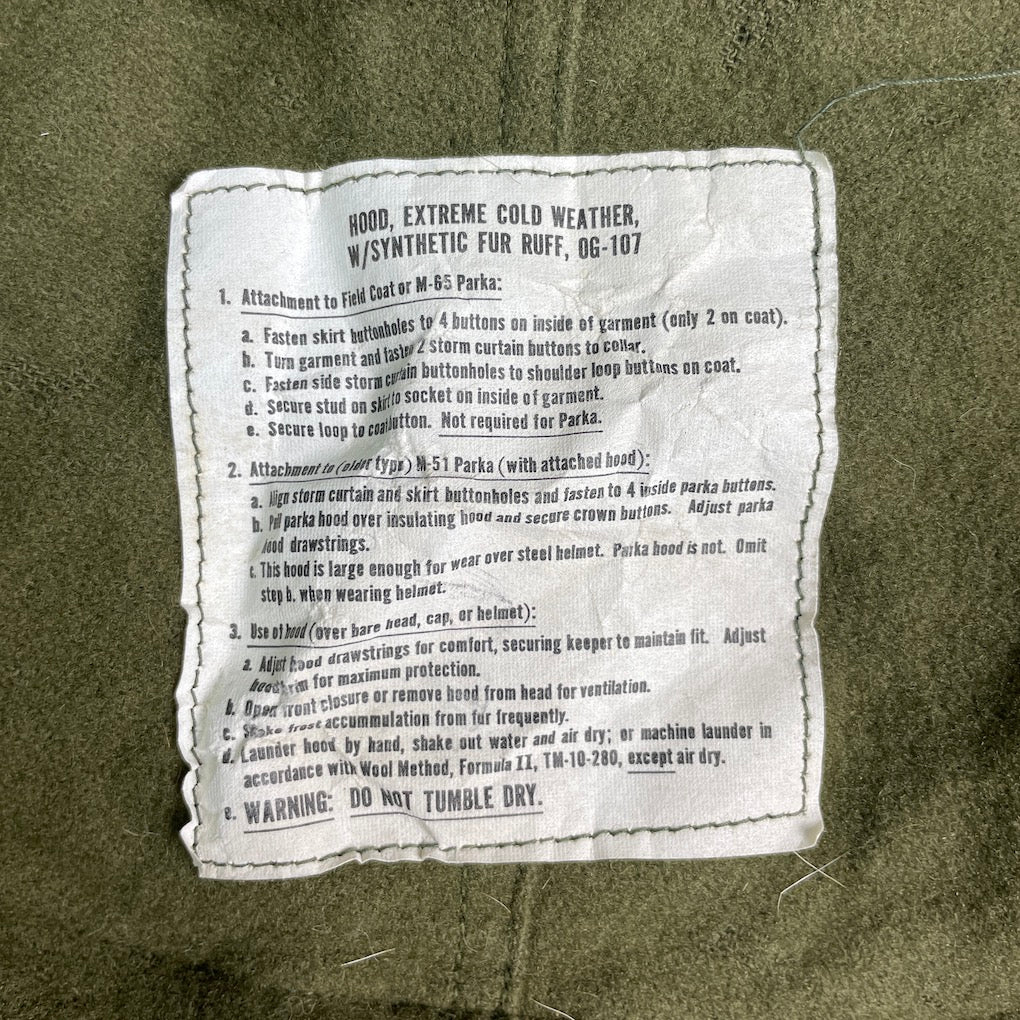 HOOD, EXTREME COLD WEATHER,
W/SYNTHETIC FUR RUFF, OG-107
1. Attachment to Field Coat or M-65 Parka:
a. Fasten skirt buttonholes to 4 buttons on inside of garment (only 2 on coat).
b. Turn garment and fasten 2 storm curtain buttons to collar.
c. Fasten side storm curtain buttonholes to shoulder loop buttons on coat.
d. Secure stud on skirt to socket on inside of garment.
e. Secure loop to coat button. Not required for Parka.
2. Attachment to (older type) M-51 Parka (with attached hood):
a. Align storm curtain and skirt buttonholes and fasten to 4 inside parka buttons.
b. Pull parka hood over insulating hood and secure crown buttons. Adjust parka
hood drawstrings.
c. This hood is large enough for wear over steel helmet. Parka hood is not. Omit
step b. when wearing helmet.
3. Use of hood (over bare head, cap, or helmet):
a. Adjust hood drawstrings for comfort, securing keeper to maintain fit. Adjust
hood brim for maximum protection.
b. Open front closure or remove hood from head for ventilation.
c. Shake frost accummulation from fur frequently.
d. Launder hood by hand, shake out water and air dry; or machine launder in
accordance with Wool Method, Formula II, TM-10-280, except air dry.
e. WARNING: DO NOT TUMBLE DRY.